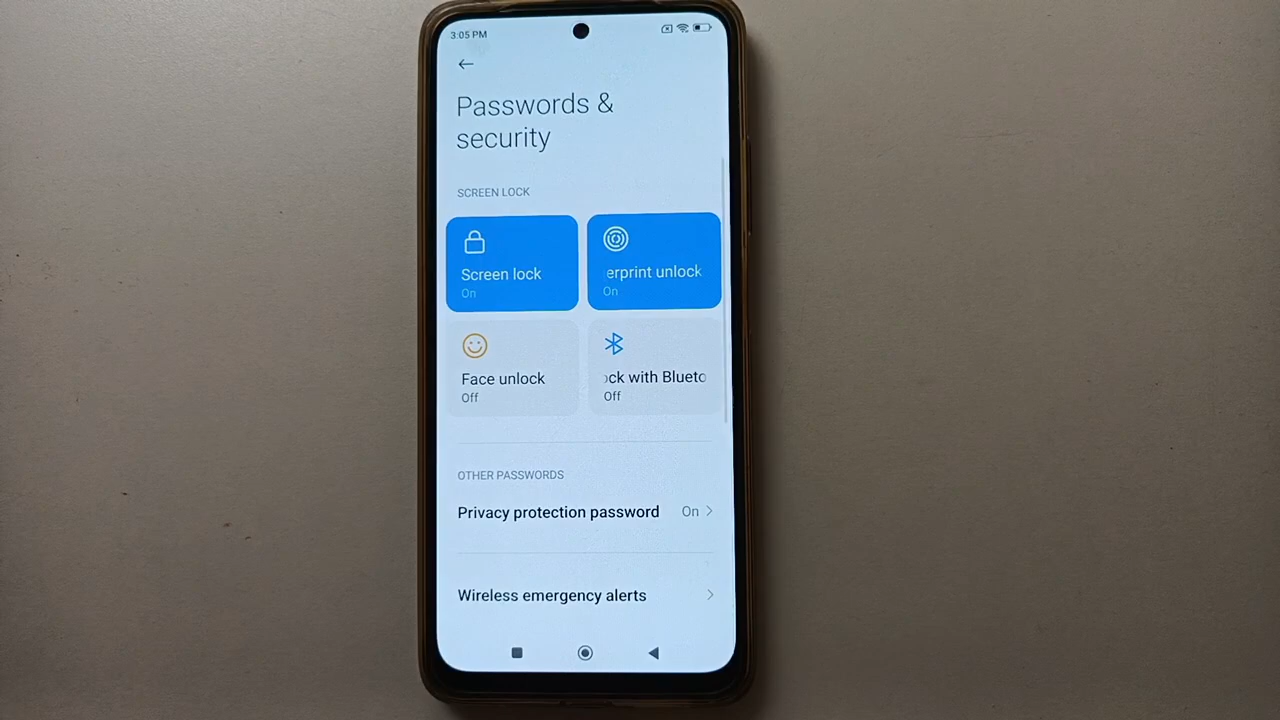 3:05 PM
Passwords &
security
SCREEN LOCK
Screen lock
On
erprint unlock
On
Face unlock
Off
ock with Blueto
Off
OTHER PASSWORDS
Privacy protection password On
Wireless emergency alerts